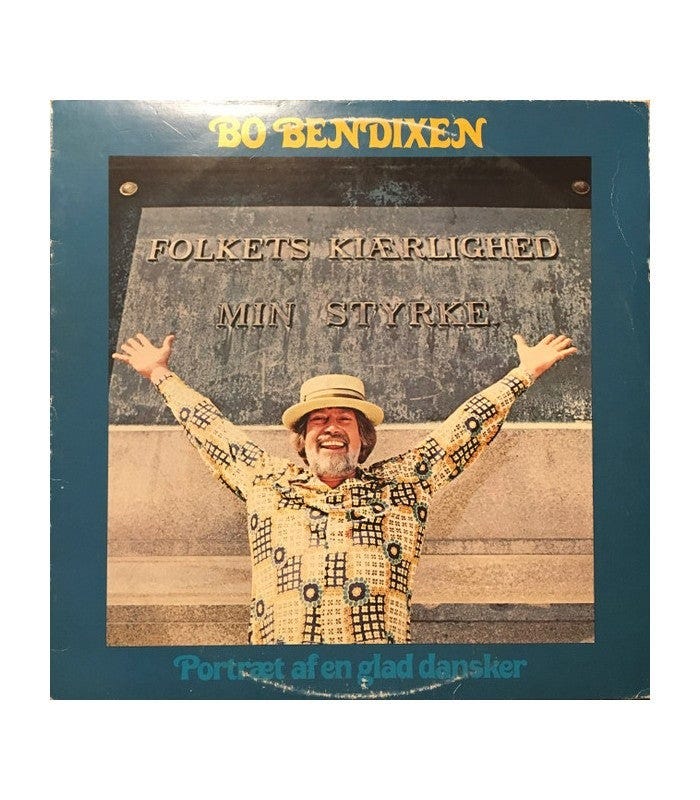 BO BENDIXEN
FOLKETS KIÆRLIGHED
MIN STYRKE
Portræt af en glad dansker